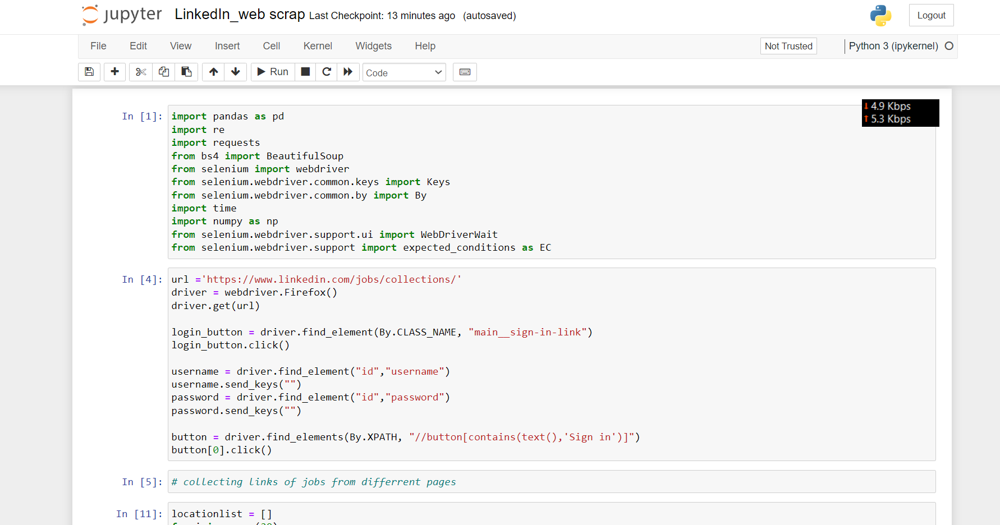 jupyter LinkedIn_web scrap Last Checkpoint: 13 minutes ago (autosaved) Logout
File Edit View Insert Cell Kernel Widgets Help Not Trusted Python 3 (ipykernel)
Run Code
4.9 Kbps
5.3 Kbps
In [1]: import pandas as pd
import re
import requests
from bs4 import BeautifulSoup
from selenium import webdriver
from selenium.webdriver.common.keys import Keys
from selenium.webdriver.common.by import By
import time
import numpy as np
from selenium.webdriver.support.ui import WebDriverWait
from selenium.webdriver.support import expected_conditions as EC
In [4]: url ='https://www.linkedin.com/jobs/collections/'
driver = webdriver.Firefox()
driver.get(url)
login_button = driver.find_element(By.CLASS_NAME, "main__sign-in-link")
login_button.click()
username = driver.find_element("id","username")
username.send_keys("")
password = driver.find_element("id","password")
password.send_keys("")
button = driver.find_elements(By.XPATH, "//button[contains(text(),'Sign in')]")
button[0].click()
In [5]: # collecting links of jobs from differrent pages
In [11]: locationlist = []